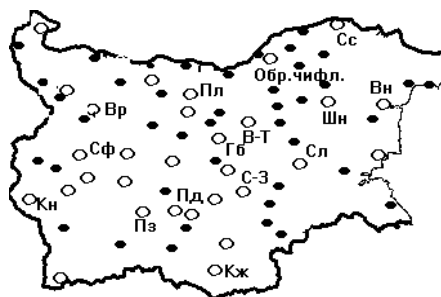 Сс
Обр.чифл.
Пл
Вн
Вр
Шн
В-Т
Гб
Сф
Сл
С-З
Кн
Пд
Пз
Кж